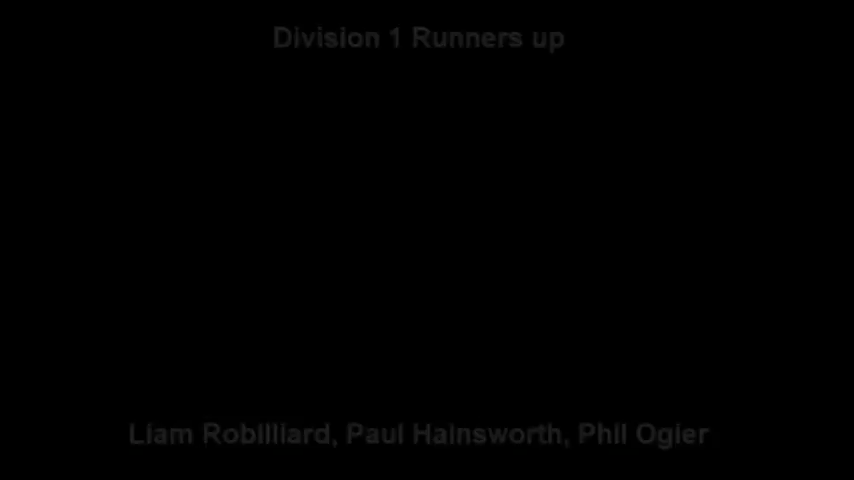 Division 1 Runners up
Liam Robilliard, Paul Hainsworth, Phil Ogier